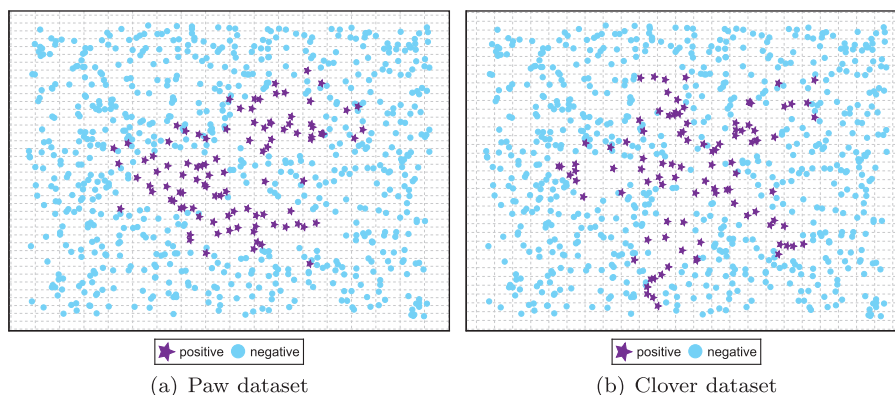 positive negative
(a) Paw dataset
positive negative
(b) Clover dataset